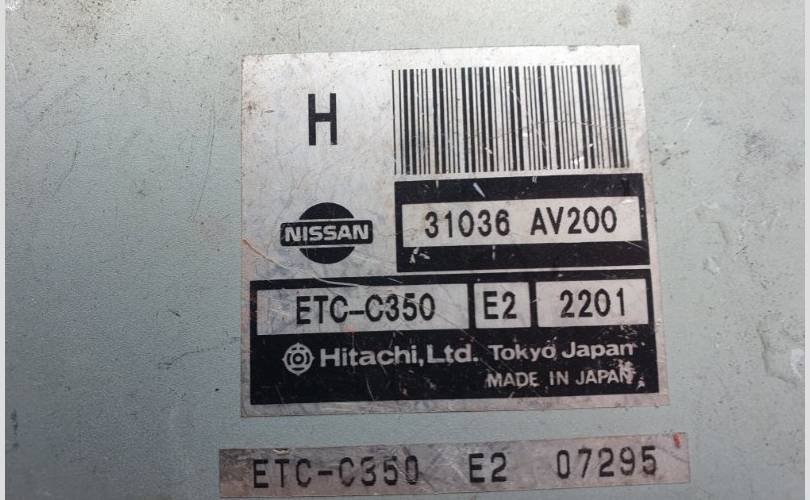 H
NISSAN
31036 AV200
ETC-C350 E2 2201
Hitachi,Ltd. Tokyo Japan
MADE IN JAPAN
ETC-C350 E2 07295